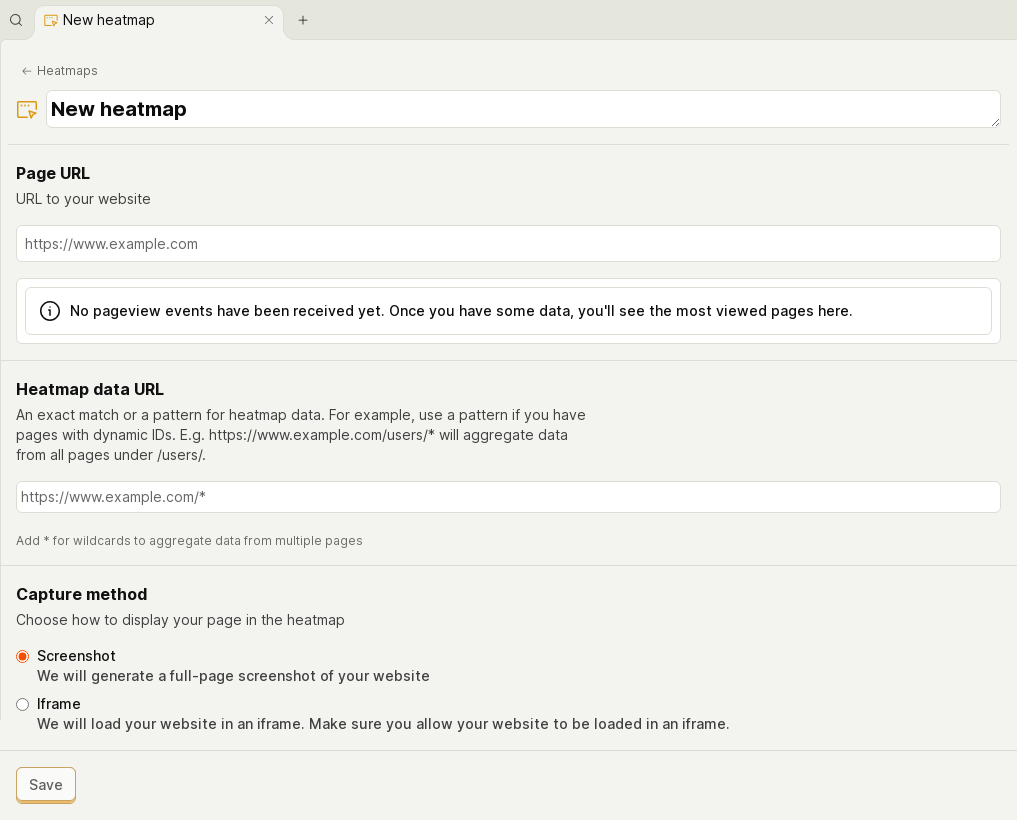 New heatmap
Heatmaps
New heatmap
Page URL
URL to your website
https://www.example.com
No pageview events have been received yet. Once you have some data, you'll see the most viewed pages here.
Heatmap data URL
An exact match or a pattern for heatmap data. For example, use a pattern if you have
pages with dynamic IDs. E.g. https://www.example.com/users/* will aggregate data
from all pages under /users/.
https://www.example.com/*
Add * for wildcards to aggregate data from multiple pages
Capture method
Choose how to display your page in the heatmap
Screenshot
We will generate a full-page screenshot of your website
Iframe
We will load your website in an iframe. Make sure you allow your website to be loaded in an iframe.
Save